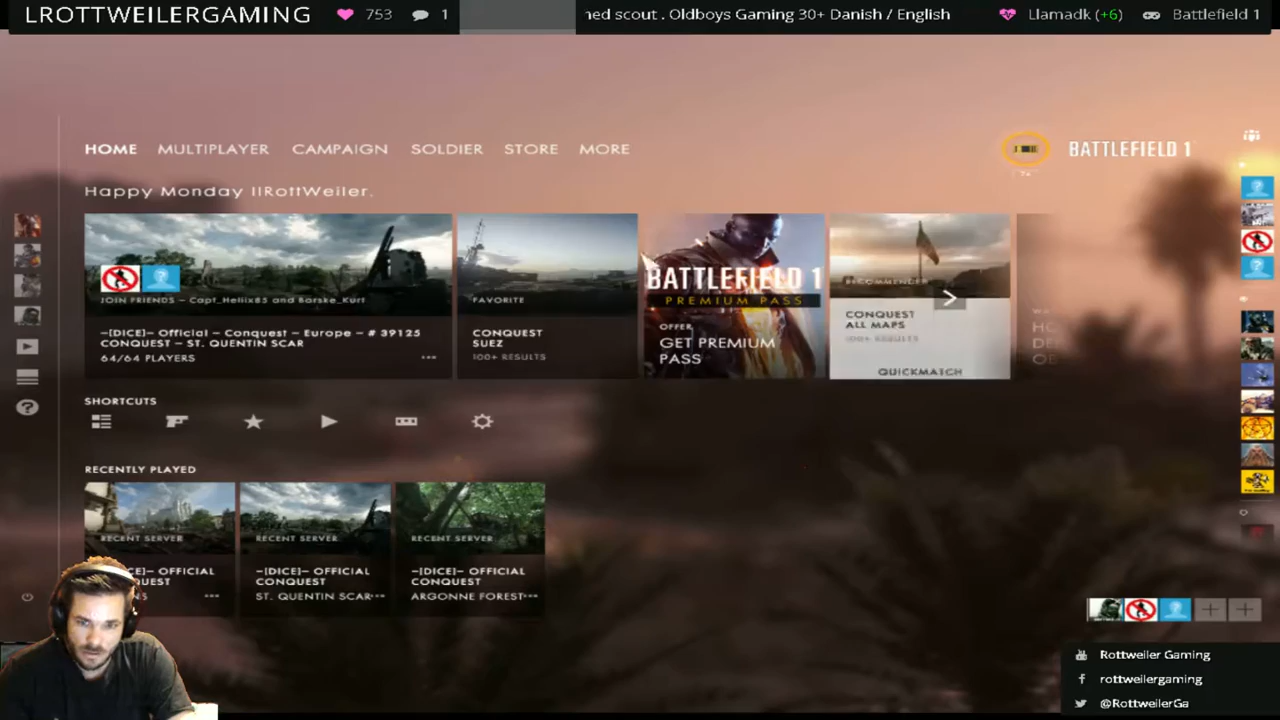 LROTTWEILERGAMING 753 1 ned scout . Oldboys Gaming 30+ Danish / English Llamadk (+6) Battlefield 1
HOME MULTIPLAYER CAMPAIGN SOLDIER STORE MORE BATTLEFIELD 1
Happy Monday IIRottWeiler.
JOIN FRIENDS – Capt_Heliix85 and Barske_Kurt
–[DICE]– Official – Conquest – Europe – # 39125
CONQUEST – ST. QUENTIN SCAR
64/64 PLAYERS
FAVORITE
CONQUEST
SUEZ
100+ RESULTS
BATTLEFIELD 1
PREMIUM PASS
OFFER
GET PREMIUM
PASS
RECOMMENDED
CONQUEST
ALL MAPS
100+ RESULTS
QUICKMATCH
SHORTCUTS
RECENTLY PLAYED
RECENT SERVER
OFFICIAL
RECENT SERVER
–[DICE]– OFFICIAL
CONQUEST
ST. QUENTIN SCAR
RECENT SERVER
–[DICE]– OFFICIAL
CONQUEST
ARGONNE FOREST
Rottweiler Gaming
rottweilergaming
@RottweilerGa